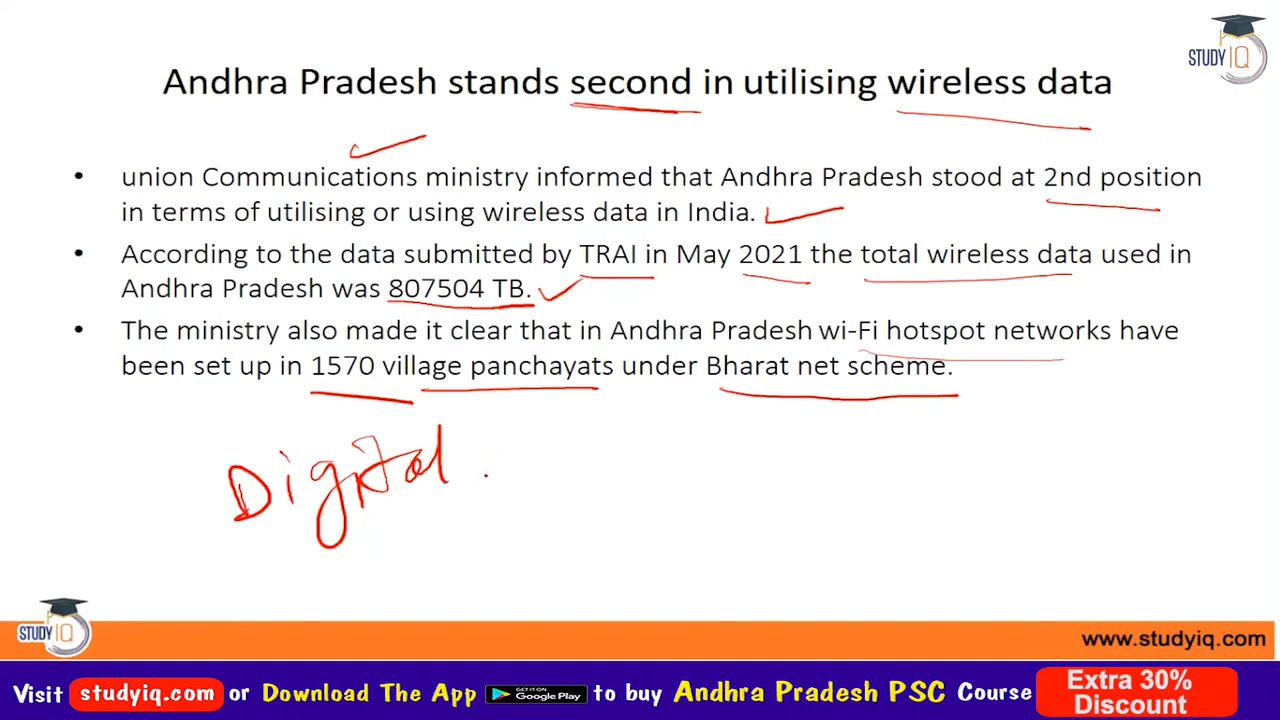 STUDY IQ
Andhra Pradesh stands second in utilising wireless data
• union Communications ministry informed that Andhra Pradesh stood at 2nd position
in terms of utilising or using wireless data in India.
• According to the data submitted by TRAI in May 2021 the total wireless data used in
Andhra Pradesh was 807504 TB.
• The ministry also made it clear that in Andhra Pradesh wi-Fi hotspot networks have
been set up in 1570 village panchayats under Bharat net scheme.
Digital
STUDY IQ
www.studyiq.com
Visit studyiq.com or Download The App GET IT ON Google Play to buy Andhra Pradesh PSC Course
Extra 30%
Discount